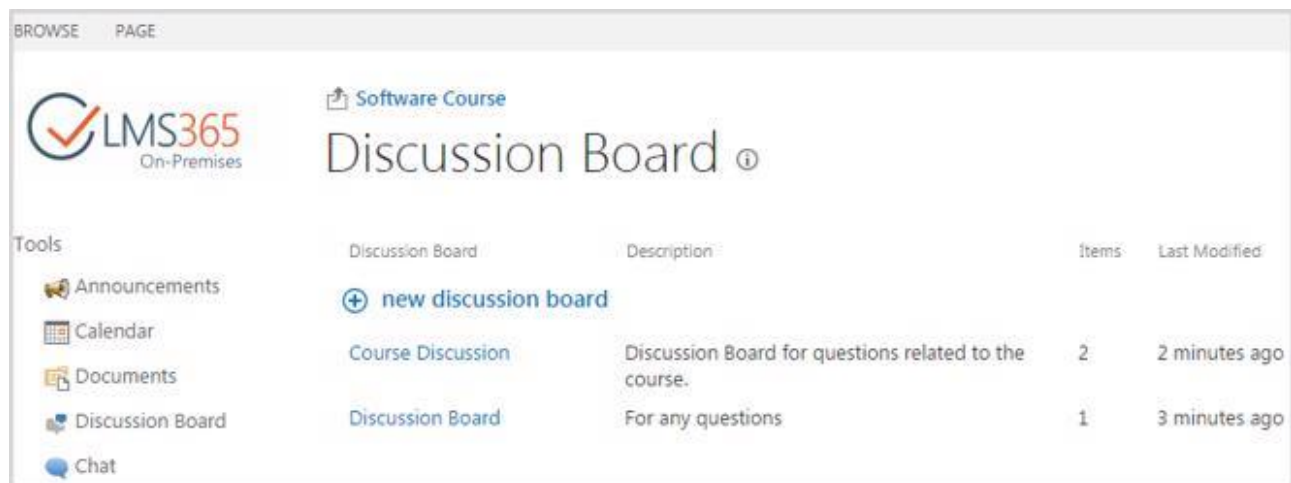 BROWSE PAGE
LMS365
On-Premises
Software Course
Discussion Board
Tools
Announcements
Calendar
Documents
Discussion Board
Chat
Discussion Board Description Items Last Modified
new discussion board
Course Discussion Discussion Board for questions related to the 2 2 minutes ago
course.
Discussion Board For any questions 1 3 minutes ago